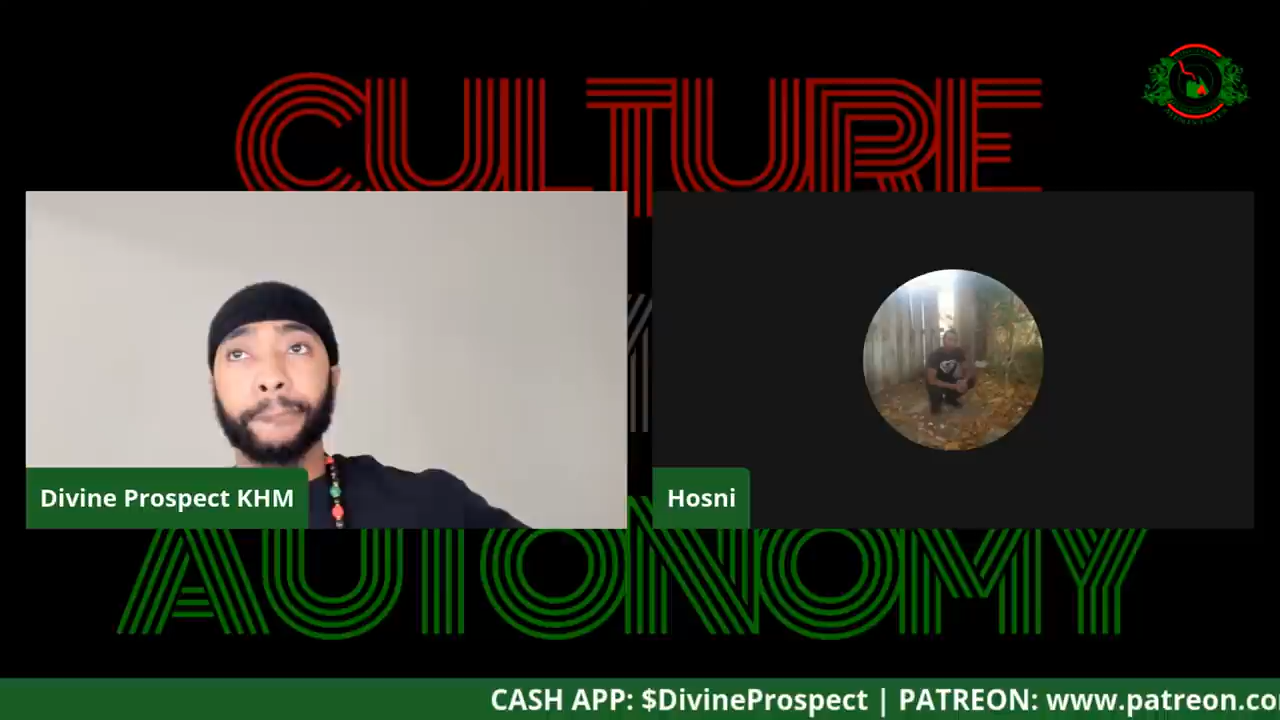 CULTURE
AUTONOMY
Divine Prospect KHM
Hosni
CASH APP: $DivineProspect | PATREON: www.patreon.co